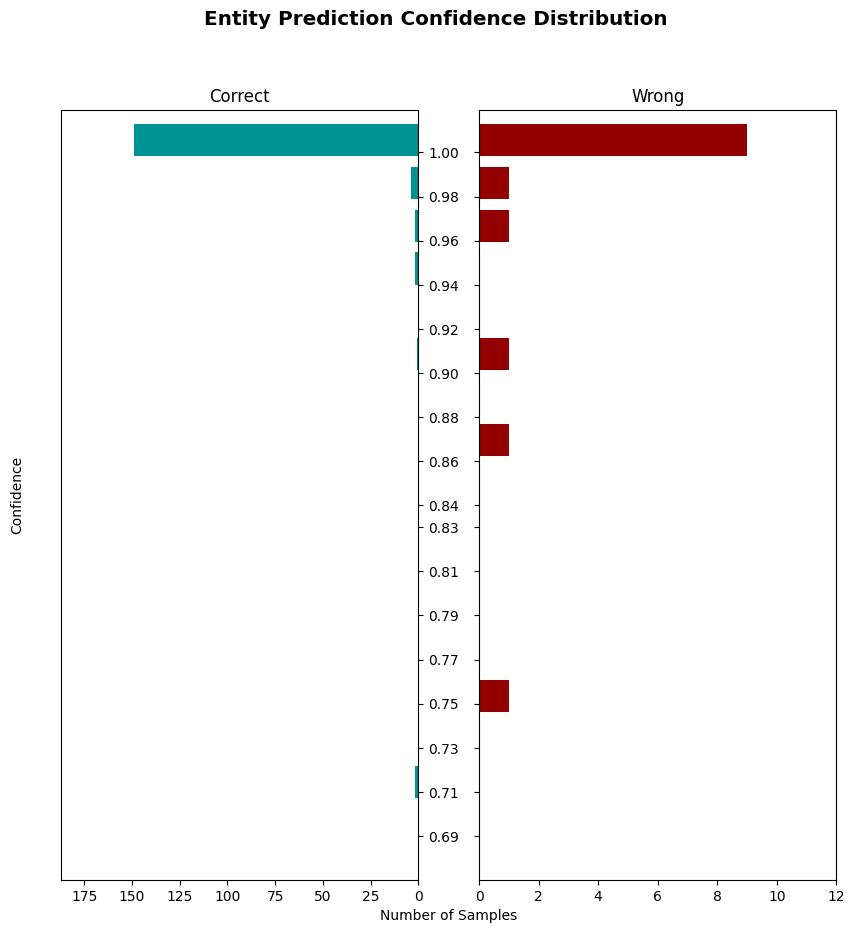 Entity Prediction Confidence Distribution
Correct
Wrong
1.00
0.98
0.96
0.94
0.92
0.90
0.88
0.86
0.84
0.83
0.81
0.79
0.77
0.75
0.73
0.71
0.69
Confidence
175 150 125 100 75 50 25 0
0 2 4 6 8 10 12
Number of Samples